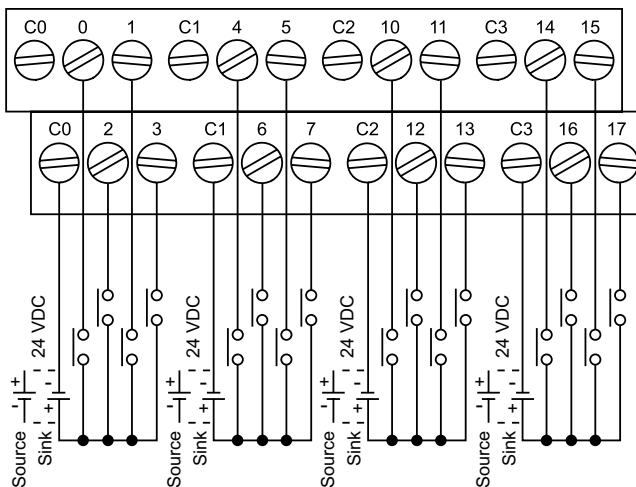 C0 0 1 C1 4 5 C2 10 11 C3 14 15
C0 2 3 C1 6 7 C2 12 13 C3 16 17
24 VDC 24 VDC 24 VDC 24 VDC
+ - + - + - + -
- + - + - + - +
Source Sink Source Sink Source Sink Source Sink